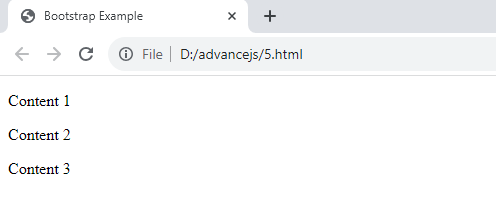 Bootstrap Example
File D:/advancejs/5.html
Content 1
Content 2
Content 3